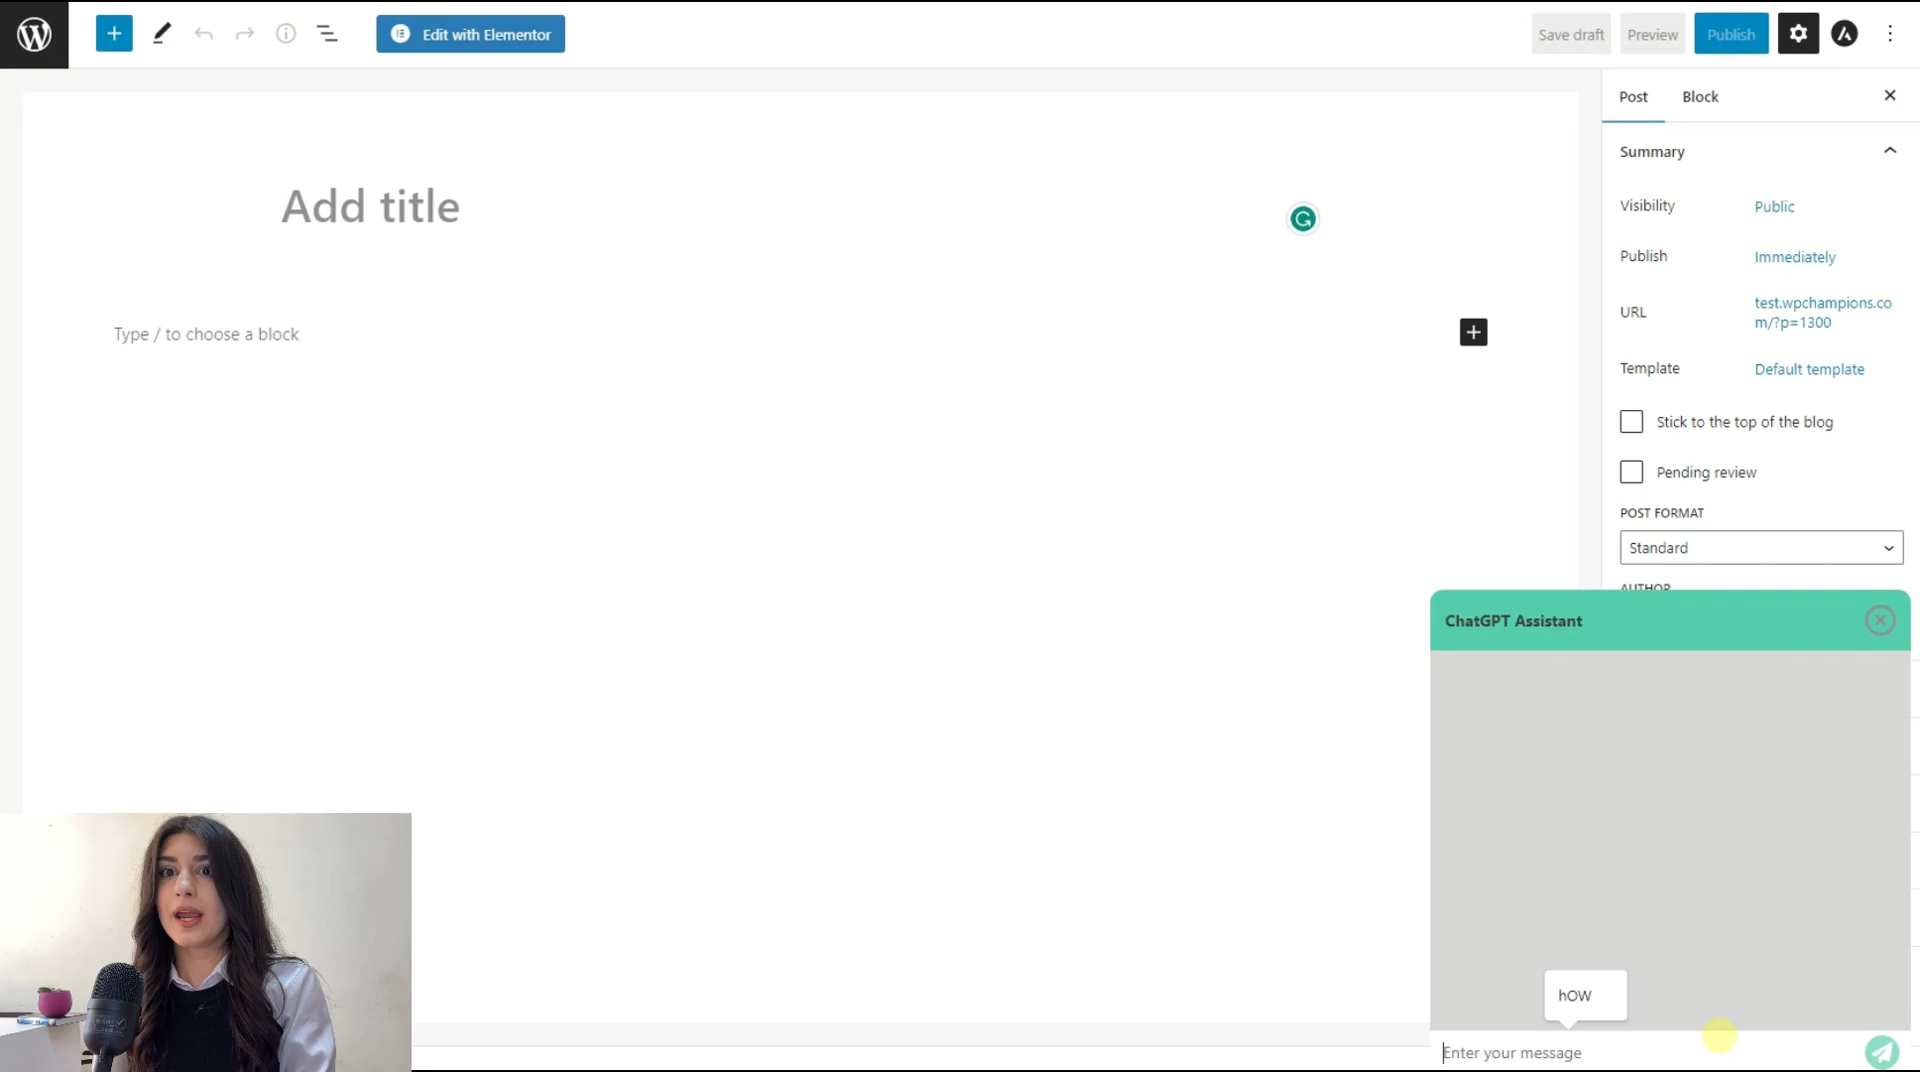 Edit with Elementor
Save draft
Preview
Publish
Post
Block
Add title
Type / to choose a block
Summary
Visibility
Public
Publish
Immediately
URL
test.wpchampions.co
m/?p=1300
Template
Default template
Stick to the top of the blog
Pending review
POST FORMAT
Standard
AUTHOR
ChatGPT Assistant
hOW
Enter your message